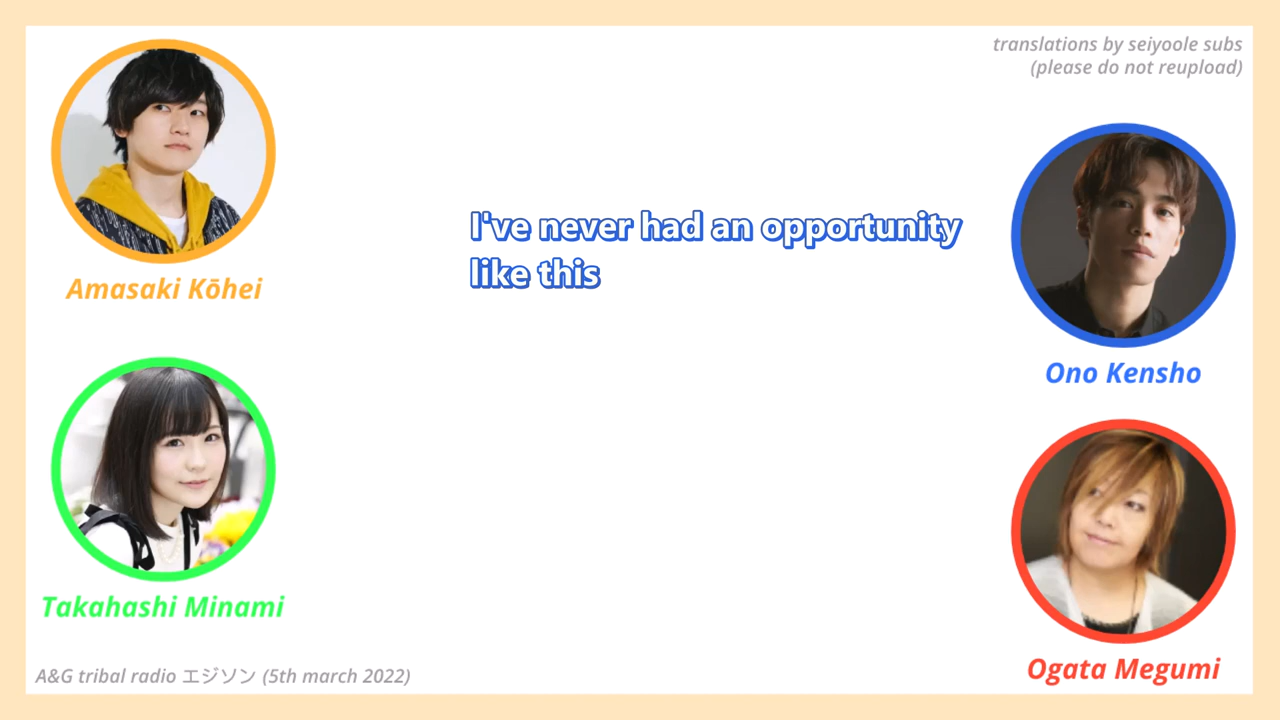 translations by seiyoole subs
(please do not reupload)
I've never had an opportunity
like this
Amasaki Kōhei
Ono Kensho
Takahashi Minami
Ogata Megumi
A&G tribal radio エジソン (5th march 2022)